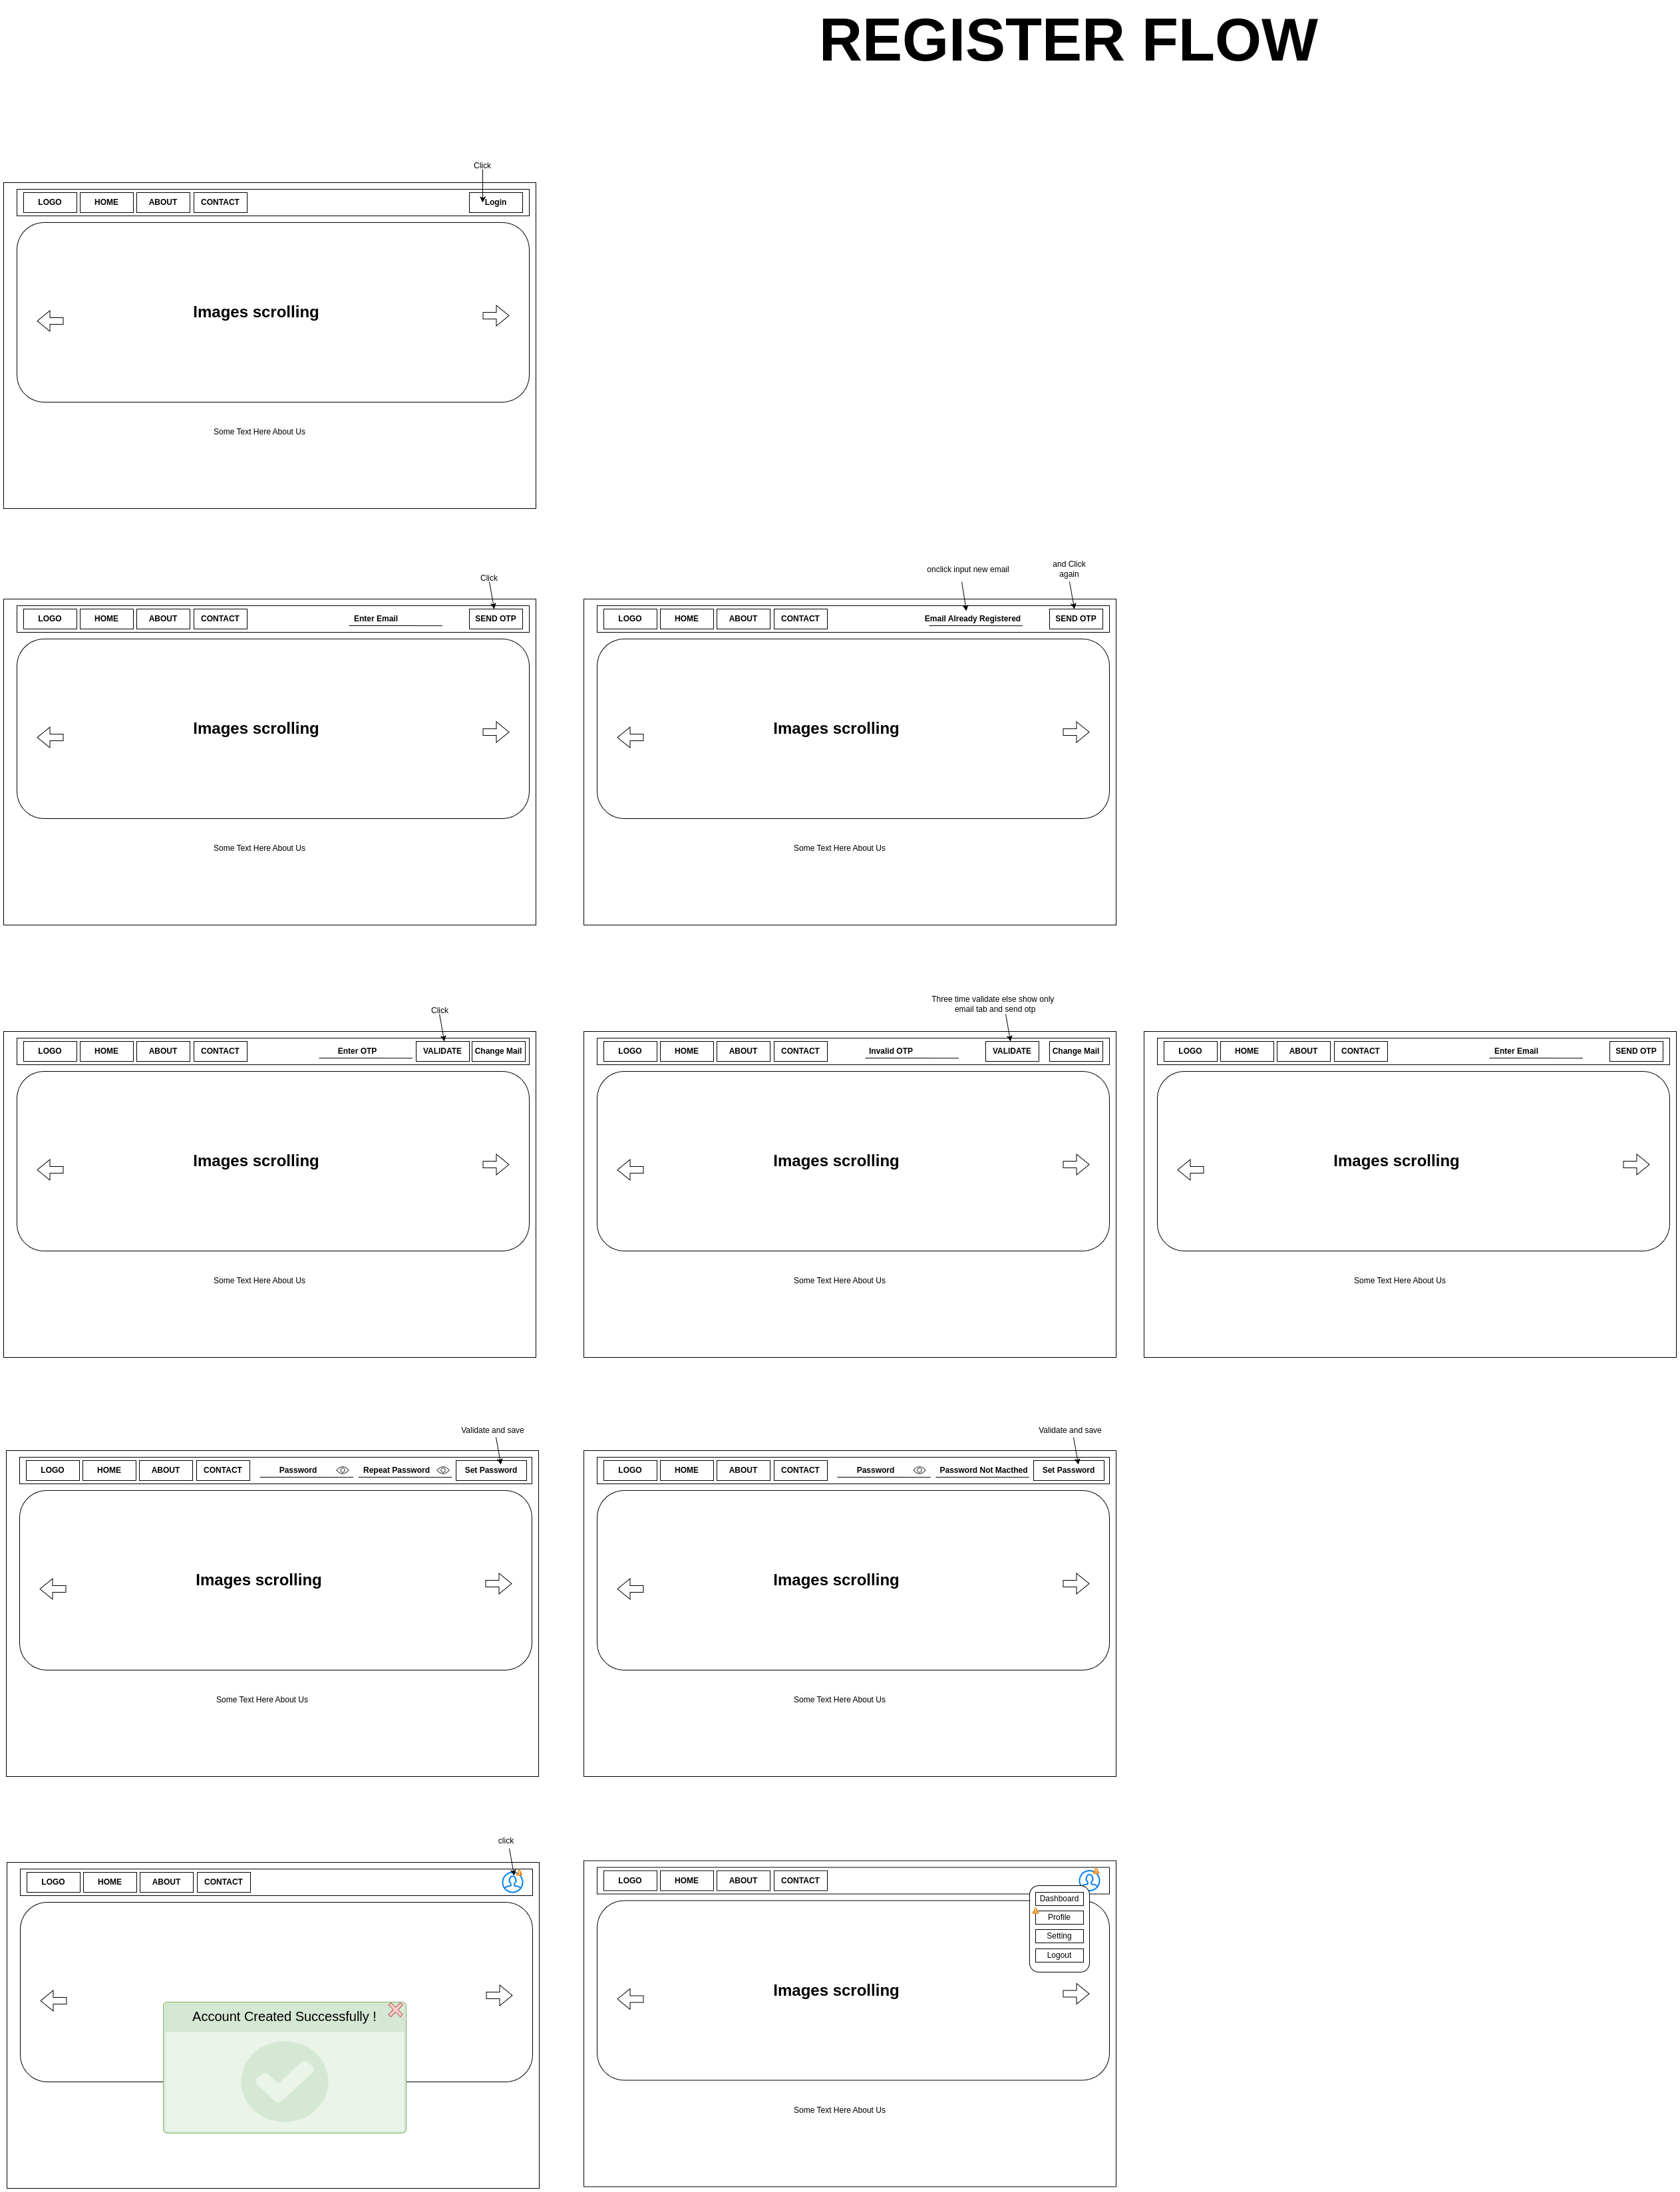 REGISTER FLOW
Click
LOGO HOME ABOUT CONTACT Login
Images scrolling
Some Text Here About Us
Click
LOGO HOME ABOUT CONTACT Enter Email SEND OTP
Images scrolling
Some Text Here About Us
onclick input new email
and Click
again
LOGO HOME ABOUT CONTACT Email Already Registered SEND OTP
Images scrolling
Some Text Here About Us
Click
LOGO HOME ABOUT CONTACT Enter OTP VALIDATE Change Mail
Images scrolling
Some Text Here About Us
Three time validate else show only
email tab and send otp
LOGO HOME ABOUT CONTACT Invalid OTP VALIDATE Change Mail
Images scrolling
Some Text Here About Us
LOGO HOME ABOUT CONTACT Enter Email SEND OTP
Images scrolling
Some Text Here About Us
Validate and save
LOGO HOME ABOUT CONTACT Password Repeat Password Set Password
Images scrolling
Some Text Here About Us
Validate and save
LOGO HOME ABOUT CONTACT Password Password Not Macthed Set Password
Images scrolling
Some Text Here About Us
click
LOGO HOME ABOUT CONTACT
Account Created Successfully !
LOGO HOME ABOUT CONTACT
Dashboard
Profile
Setting
Logout
Images scrolling
Some Text Here About Us